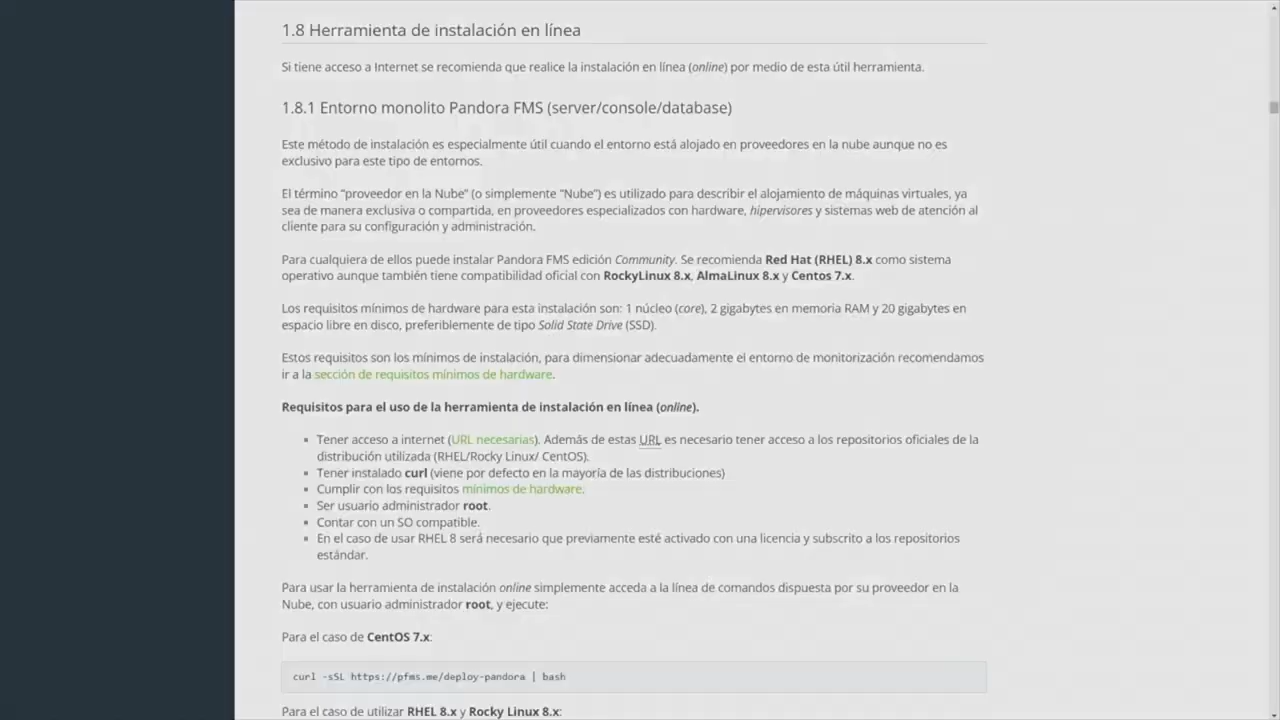 1.8 Herramienta de instalación en línea
Si tiene acceso a Internet se recomienda que realice la instalación en línea (online) por medio de esta útil herramienta.
1.8.1 Entorno monolito Pandora FMS (server/console/database)
Este método de instalación es especialmente útil cuando el entorno está alojado en proveedores en la nube aunque no es
exclusivo para este tipo de entornos.
El término “proveedor en la Nube” (o simplemente “Nube”) es utilizado para describir el alojamiento de máquinas virtuales, ya
sea de manera exclusiva o compartida, en proveedores especializados con hardware, hipervisores y sistemas web de atención al
cliente para su configuración y administración.
Para cualquiera de ellos puede instalar Pandora FMS edición Community. Se recomienda Red Hat (RHEL) 8.x como sistema
operativo aunque también tiene compatibilidad oficial con RockyLinux 8.x, AlmaLinux 8.x y Centos 7.x.
Los requisitos mínimos de hardware para esta instalación son: 1 núcleo (core), 2 gigabytes en memoria RAM y 20 gigabytes en
espacio libre en disco, preferiblemente de tipo Solid State Drive (SSD).
Estos requisitos son los mínimos de instalación, para dimensionar adecuadamente el entorno de monitorización recomendamos
ir a la sección de requisitos mínimos de hardware.
Requisitos para el uso de la herramienta de instalación en línea (online).
▪ Tener acceso a internet (URL necesarias). Además de estas URL es necesario tener acceso a los repositorios oficiales de la
distribución utilizada (RHEL/Rocky Linux/ CentOS).
▪ Tener instalado curl (viene por defecto en la mayoría de las distribuciones)
▪ Cumplir con los requisitos mínimos de hardware.
▪ Ser usuario administrador root.
▪ Contar con un SO compatible.
▪ En el caso de usar RHEL 8 será necesario que previamente esté activado con una licencia y subscrito a los repositorios
estándar.
Para usar la herramienta de instalación online simplemente acceda a la línea de comandos dispuesta por su proveedor en la
Nube, con usuario administrador root, y ejecute:
Para el caso de CentOS 7.x:
curl -sSL https://pfms.me/deploy-pandora | bash
Para el caso de utilizar RHEL 8.x y Rocky Linux 8.x: